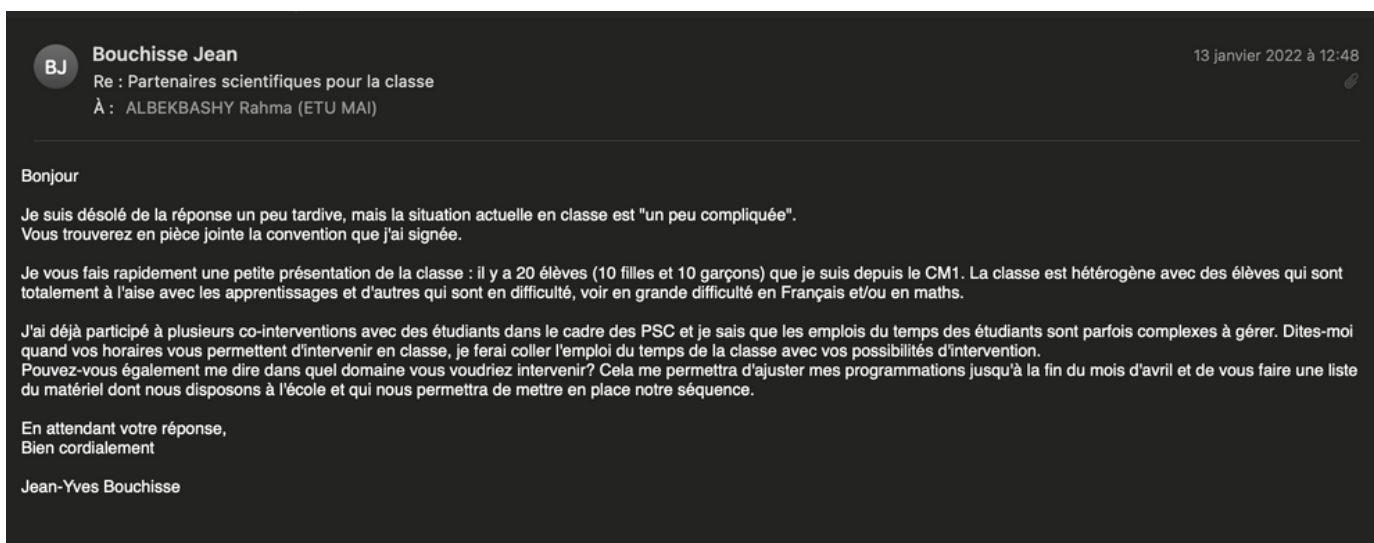 BJ
Bouchisse Jean
13 janvier 2022 à 12:48
Re : Partenaires scientifiques pour la classe
À : ALBEKBASHY Rahma (ETU MAI)
Bonjour
Je suis désolé de la réponse un peu tardive, mais la situation actuelle en classe est "un peu compliquée".
Vous trouverez en pièce jointe la convention que j'ai signée.
Je vous fais rapidement une petite présentation de la classe : il y a 20 élèves (10 filles et 10 garçons) que je suis depuis le CM1. La classe est hétérogène avec des élèves qui sont
totalement à l'aise avec les apprentissages et d'autres qui sont en difficulté, voir en grande difficulté en Français et/ou en maths.
J'ai déjà participé à plusieurs co-interventions avec des étudiants dans le cadre des PSC et je sais que les emplois du temps des étudiants sont parfois complexes à gérer. Dites-moi
quand vos horaires vous permettent d'intervenir en classe, je ferai coller l'emploi du temps de la classe avec vos possibilités d'intervention.
Pouvez-vous également me dire dans quel domaine vous voudriez intervenir? Cela me permettra d'ajuster mes programmations jusqu'à la fin du mois d'avril et de vous faire une liste
du matériel dont nous disposons à l'école et qui nous permettra de mettre en place notre séquence.
En attendant votre réponse,
Bien cordialement
Jean-Yves Bouchisse